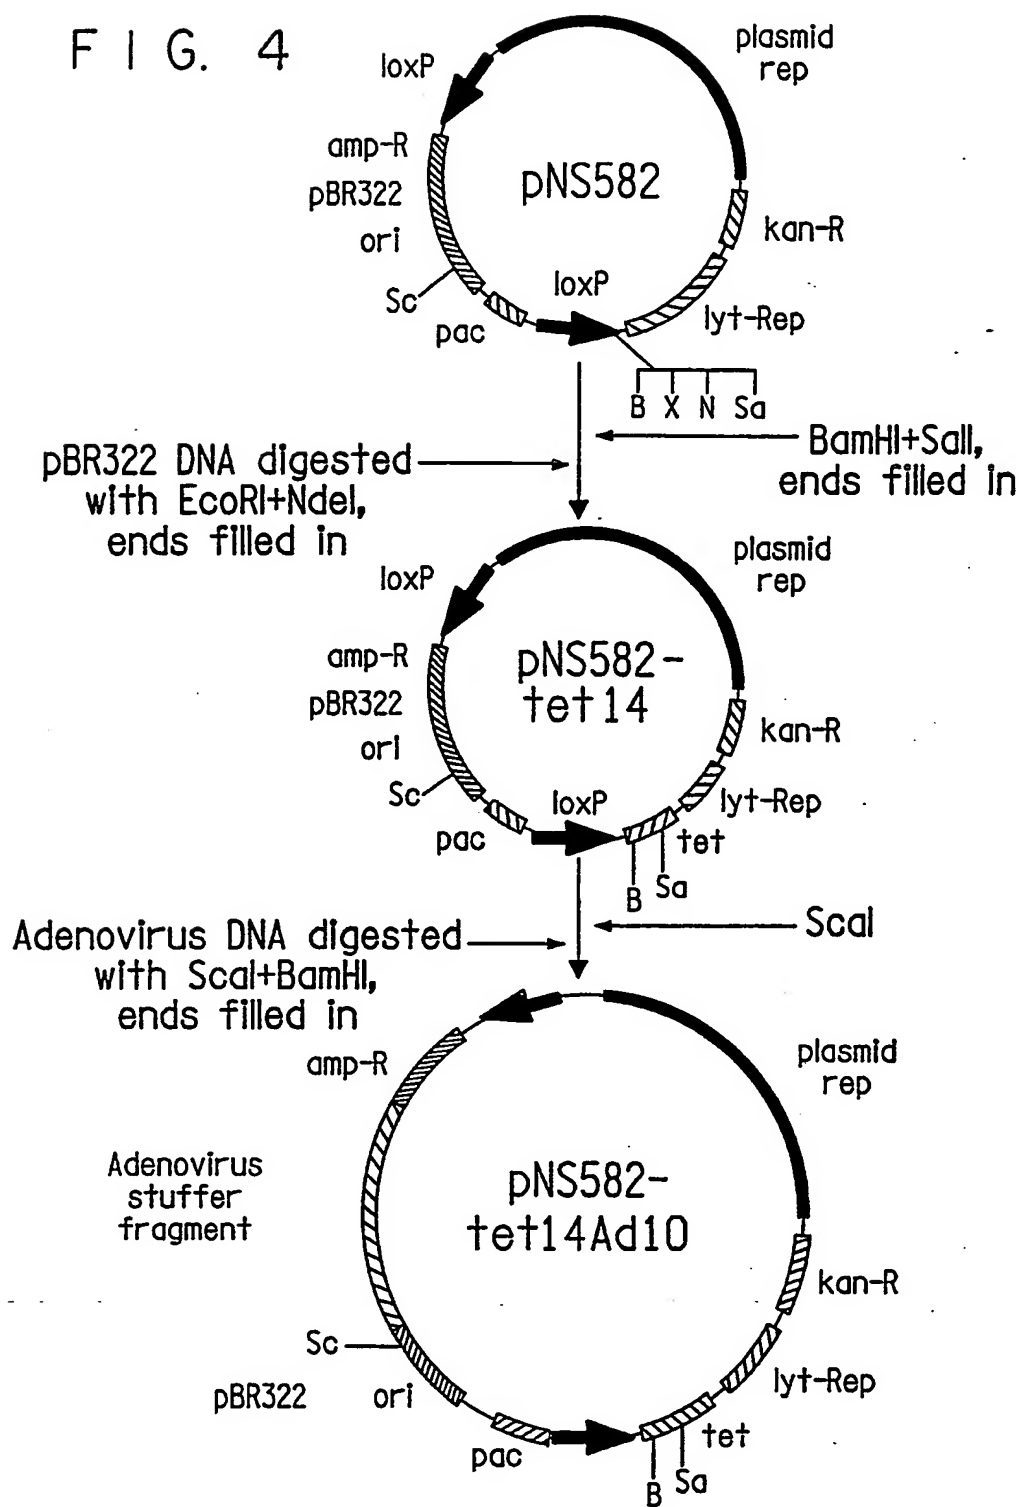 FIG. 4
plasmid
rep
loxP
amp-R
pBR322
ori
pNS582
kan-R
Sc
loxP
pac
lyt-Rep
B X N Sa
pBR322 DNA digested
with EcoRI+NdeI,
ends filled in
BamHI+SalI,
ends filled in
plasmid
rep
loxP
amp-R
pBR322
ori
pNS582-
tet14
kan-R
Sc
loxP
pac
lyt-Rep
tet
B
Sa
Adenovirus DNA digested
with ScaI+BamHI,
ends filled in
ScaI
amp-R
plasmid
rep
Adenovirus
stuffer
fragment
pNS582-
tet14Ad10
kan-R
Sc
pBR322
ori
lyt-Rep
tet
pac
B
Sa